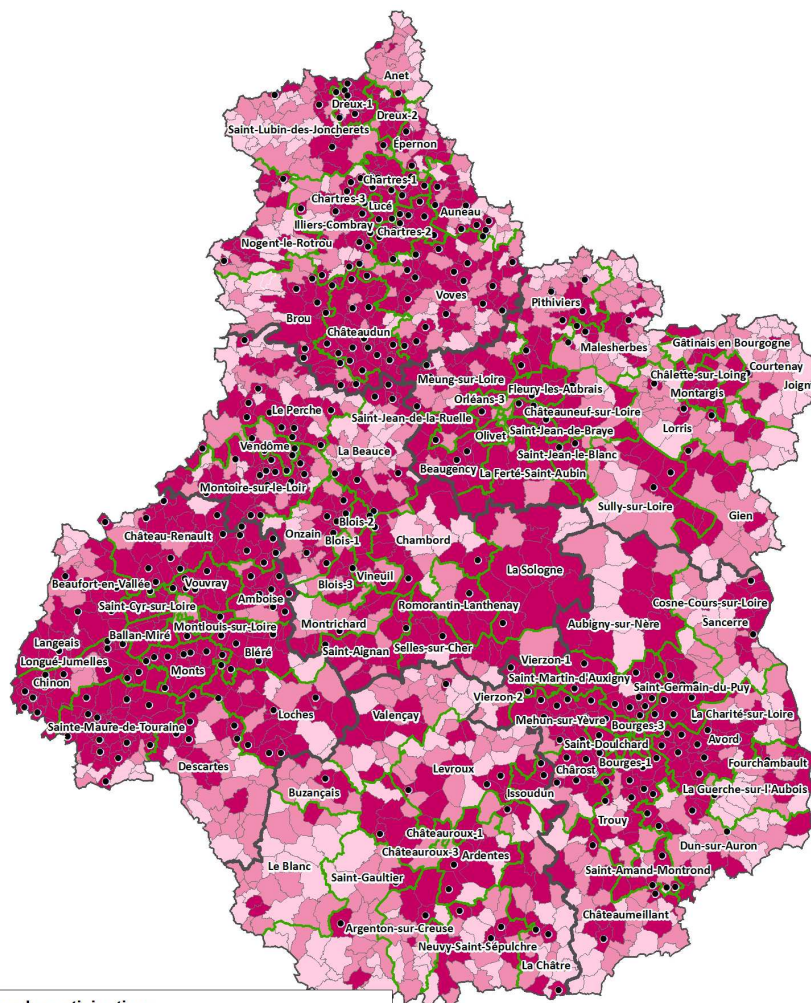 Anet
Dreux-1
Dreux-2
Saint-Lubin-des-Joncherets
Épernon
Chartres-1
Chartres-3
Lucé
Auneau
Illiers-Combray
Chartres-2
Nogent-le-Rotrou
Voves
Pithiviers
Brou
Châteaudun
Malesherbes
Gâtinais en Bourgogne
Meung-sur-Loire
Courtenay
Châlette-sur-Loing
Fleury-les-Aubrais
Montargis
Orléans-3
Le Perche
Châteauneuf-sur-Loire
Saint-Jean-de-la-Ruelle
Saint-Jean-de-Braye
Lorris
Olivet
Vendôme
La Beauce
Saint-Jean-le-Blanc
Beaugency
La Ferté-Saint-Aubin
Montoire-sur-le-Loir
Sully-sur-Loire
Gien
Blois-2
Château-Renault
Onzain
Blois-1
Chambord
La Sologne
Beaufort-en-Vallée
Vouvray
Blois-3
Vineuil
Amboise
Saint-Cyr-sur-Loire
Romorantin-Lanthenay
Cosne-Cours-sur-Loire
Montlouis-sur-Loire
Montrichard
Aubigny-sur-Nère
Sancerre
Ballan-Miré
Langeais
Bléré
Saint-Aignan
Selles-sur-Cher
Longué-Jumelles
Vierzon-1
Monts
Chinon
Saint-Martin-d'Auxigny
Saint-Germain-du-Puy
Vierzon-2
Loches
Valençay
La Charité-sur-Loire
Mehun-sur-Yèvre
Bourges-3
Sainte-Maure-de-Touraine
Avord
Saint-Doulchard
Bourges-1
Fourchambault
Descartes
Levroux
Chârost
La Guerche-sur-l'Aubois
Buzançais
Issoudun
Trouy
Châteauroux-1
Dun-sur-Auron
Châteauroux-3
Ardentes
Le Blanc
Saint-Gaultier
Saint-Amand-Montrond
Châteaumeillant
Argenton-sur-Creuse
Neuvy-Saint-Sépulchre
La Châtre